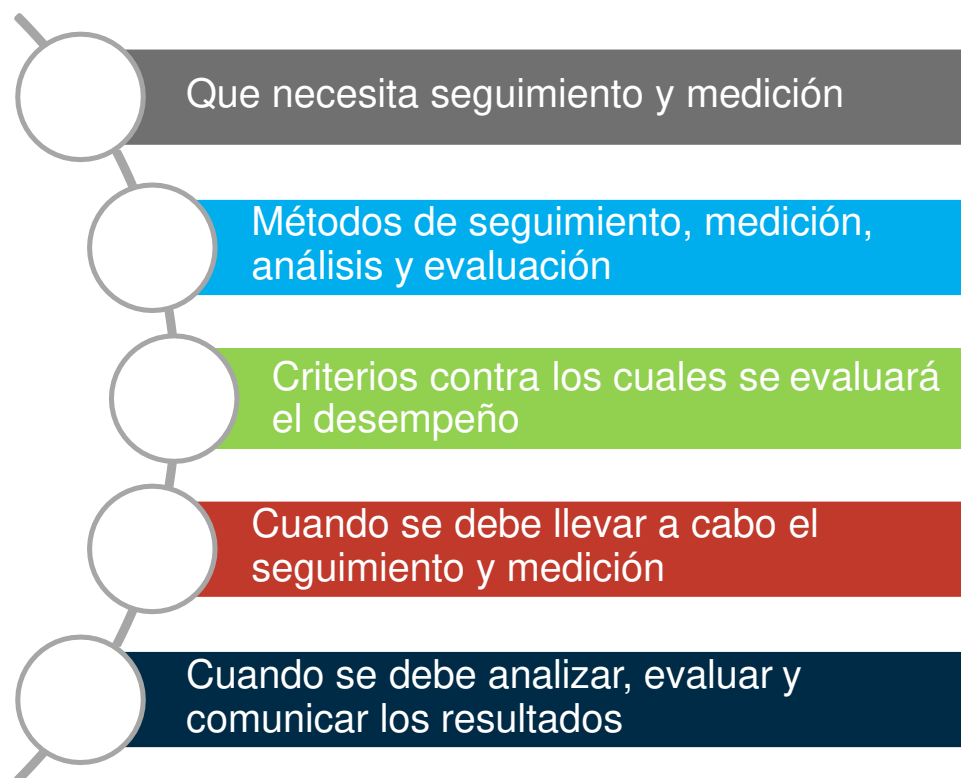 Que necesita seguimiento y medición
Métodos de seguimiento, medición,
análisis y evaluación
Criterios contra los cuales se evaluará
el desempeño
Cuando se debe llevar a cabo el
seguimiento y medición
Cuando se debe analizar, evaluar y
comunicar los resultados